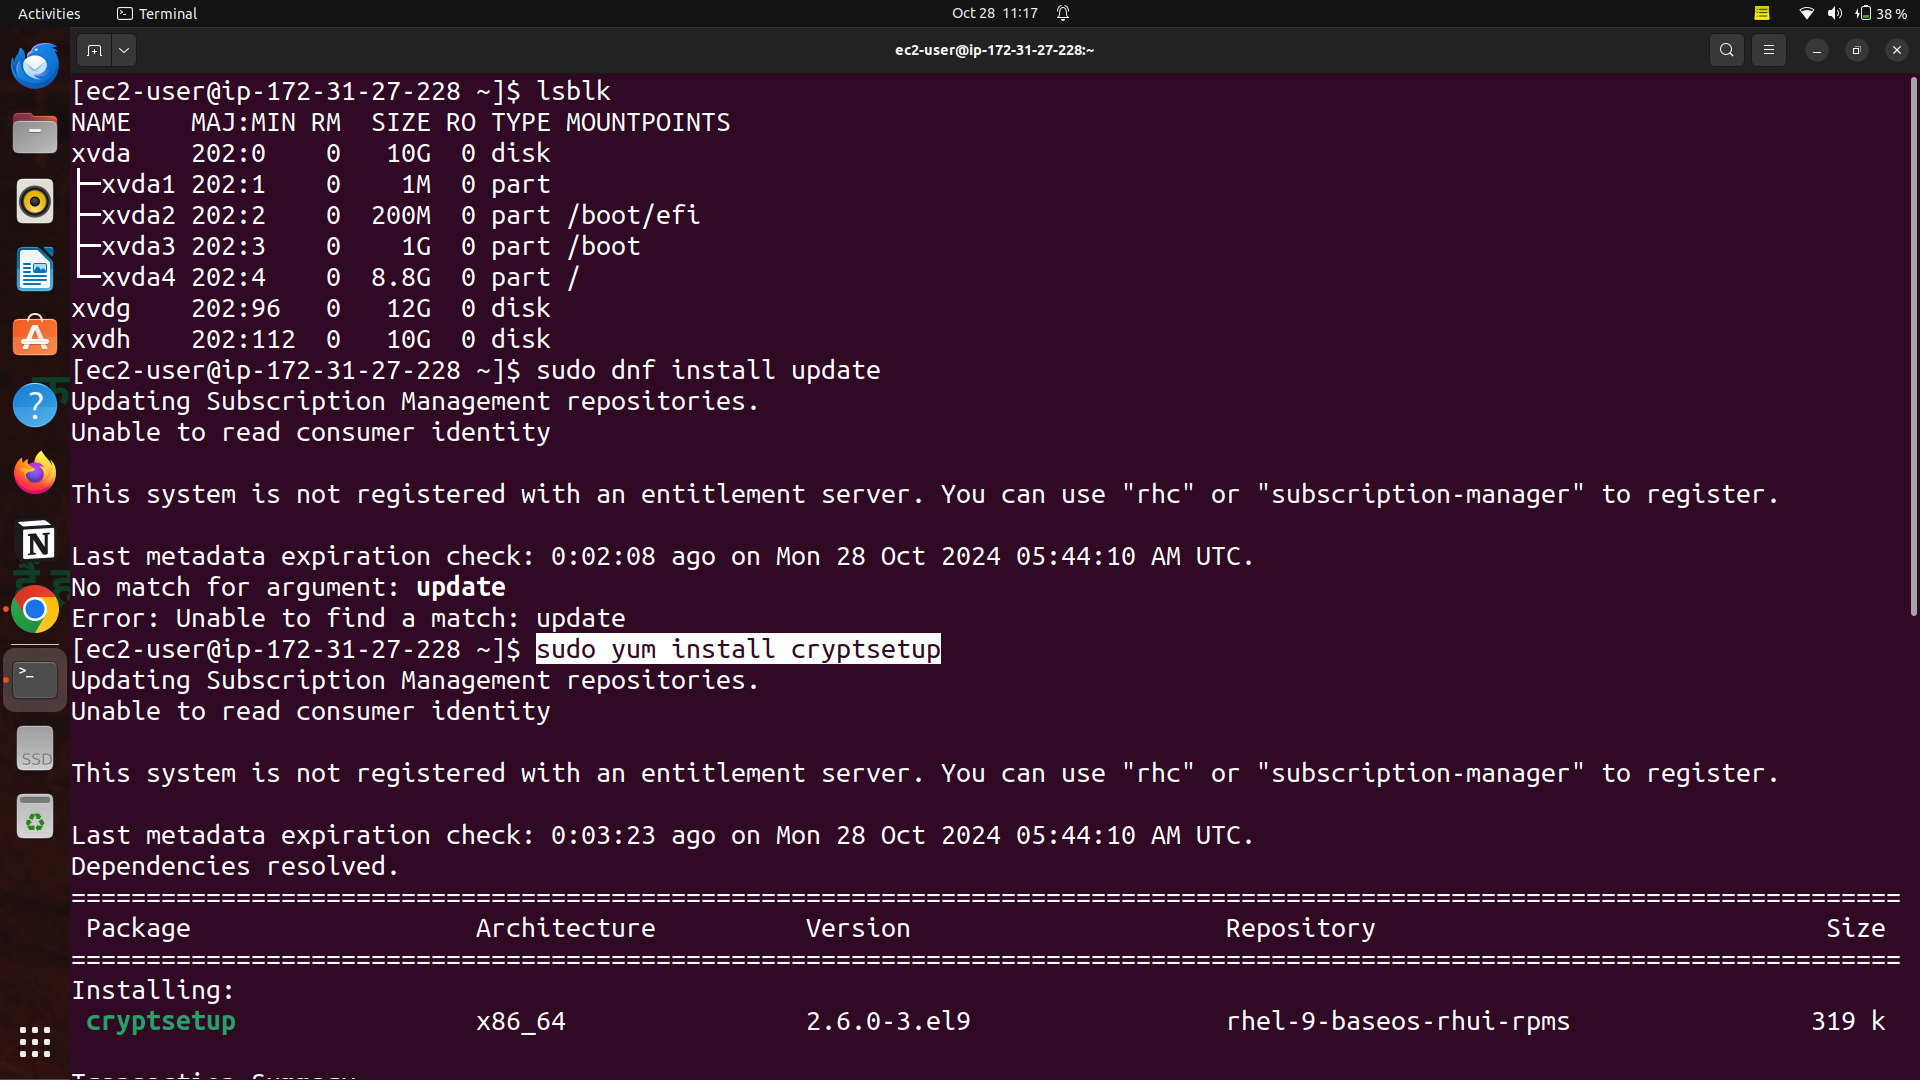 Activities
Terminal
Oct 28 11:17
38 %
ec2-user@ip-172-31-27-228:~
[ec2-user@ip-172-31-27-228 ~]$ lsblk
NAME    MAJ:MIN RM  SIZE RO TYPE MOUNTPOINTS
xvda    202:0    0   10G  0 disk
├─xvda1 202:1    0    1M  0 part
├─xvda2 202:2    0  200M  0 part /boot/efi
├─xvda3 202:3    0    1G  0 part /boot
└─xvda4 202:4    0  8.8G  0 part /
xvdg    202:96   0   12G  0 disk
xvdh    202:112  0   10G  0 disk
[ec2-user@ip-172-31-27-228 ~]$ sudo dnf install update
Updating Subscription Management repositories.
Unable to read consumer identity
This system is not registered with an entitlement server. You can use "rhc" or "subscription-manager" to register.
Last metadata expiration check: 0:02:08 ago on Mon 28 Oct 2024 05:44:10 AM UTC.
No match for argument: update
Error: Unable to find a match: update
[ec2-user@ip-172-31-27-228 ~]$ sudo yum install cryptsetup
Updating Subscription Management repositories.
Unable to read consumer identity
This system is not registered with an entitlement server. You can use "rhc" or "subscription-manager" to register.
Last metadata expiration check: 0:03:23 ago on Mon 28 Oct 2024 05:44:10 AM UTC.
Dependencies resolved.
Package Architecture Version Repository Size
Installing:
cryptsetup x86_64 2.6.0-3.el9 rhel-9-baseos-rhui-rpms 319 k
SSD